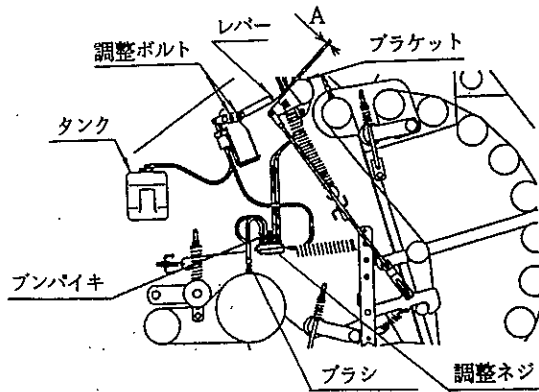 A
レバー
ブラケット
調整ボルト
タンク
ブンパイキ
ブラシ
調整ネジ